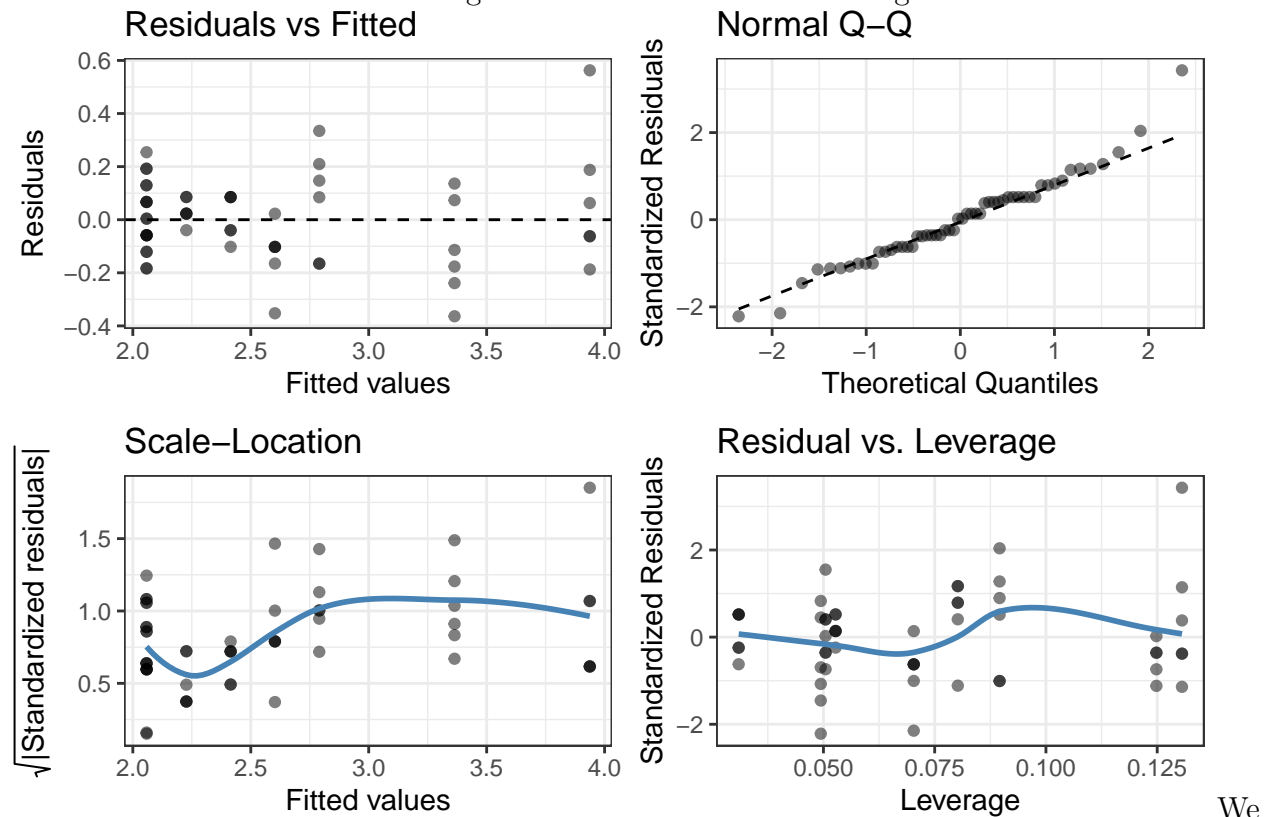 Residuals vs Fitted
Normal Q−Q
0.6
0.4
0.2
0.0
−0.2
−0.4
Residuals
2.0 2.5 3.0 3.5 4.0
Fitted values
Standardized Residuals
2
0
−2
−2 −1 0 1 2
Theoretical Quantiles
Scale−Location
Residual vs. Leverage
√|Standardized residuals|
1.5
1.0
0.5
2.0 2.5 3.0 3.5 4.0
Fitted values
Standardized Residuals
2
0
−2
0.050 0.075 0.100 0.125
Leverage
We